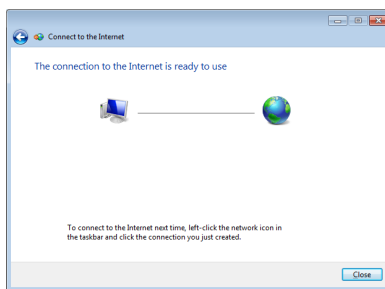 Connect to the Internet
The connection to the Internet is ready to use
To connect to the Internet next time, left-click the network icon in
the taskbar and click the connection you just created.
Close